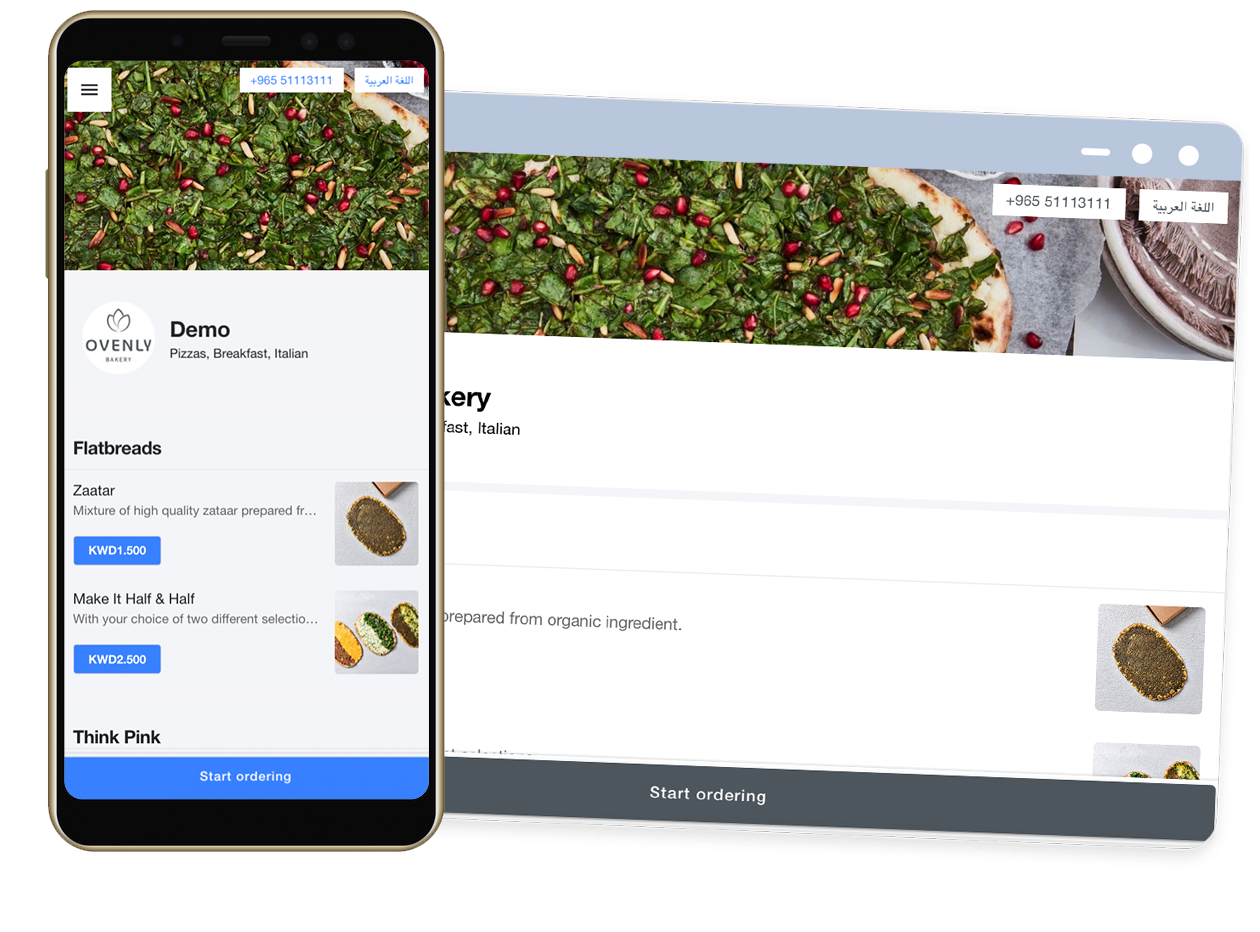 +965 51113111
اللغة العربية
OVENLY
BAKERY
Demo
Pizzas, Breakfast, Italian
Flatbreads
Zaatar
Mixture of high quality zataar prepared fr…
KWD1.500
Make It Half & Half
With your choice of two different selectio…
KWD2.500
Think Pink
Start ordering
+965 51113111
اللغة العربية
kery
fast, Italian
prepared from organic ingredient.
Start ordering